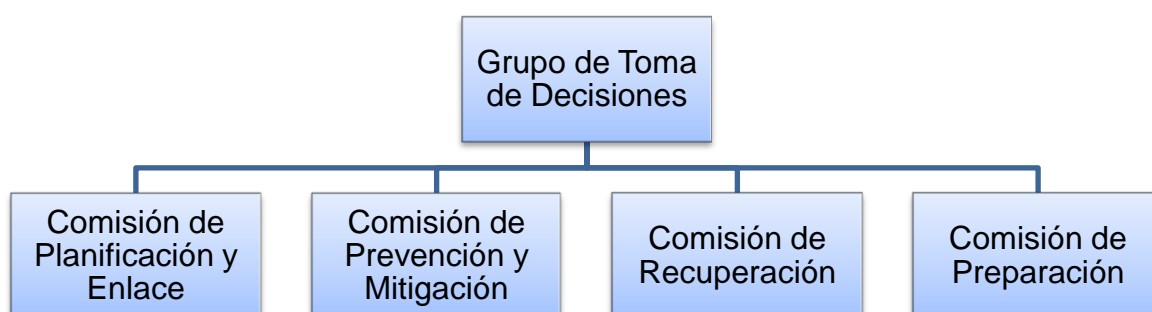 Grupo de Toma
de Decisiones
Comisión de
Planificación y
Enlace
Comisión de
Prevención y
Mitigación
Comisión de
Recuperación
Comisión de
Preparación